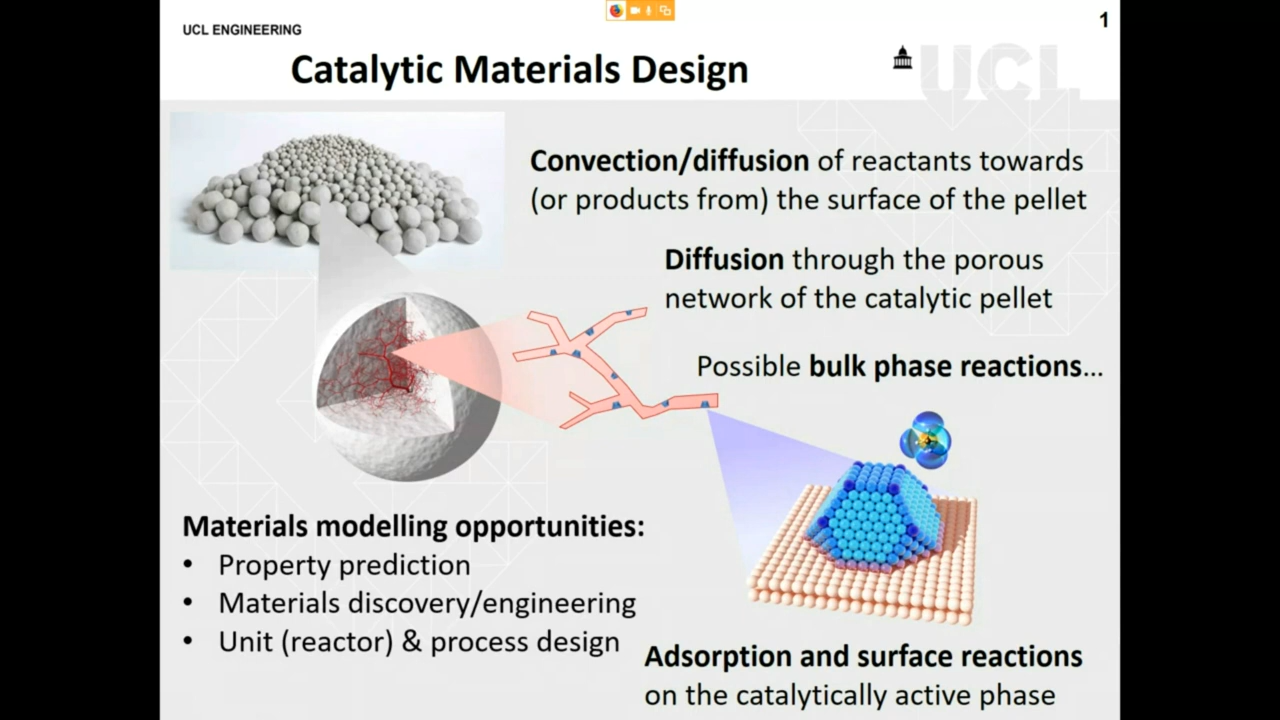 UCL ENGINEERING
1
Catalytic Materials Design
UCL
Convection/diffusion of reactants towards
(or products from) the surface of the pellet
Diffusion through the porous
network of the catalytic pellet
Possible bulk phase reactions...
Materials modelling opportunities:
• Property prediction
• Materials discovery/engineering
• Unit (reactor) & process design
Adsorption and surface reactions
on the catalytically active phase